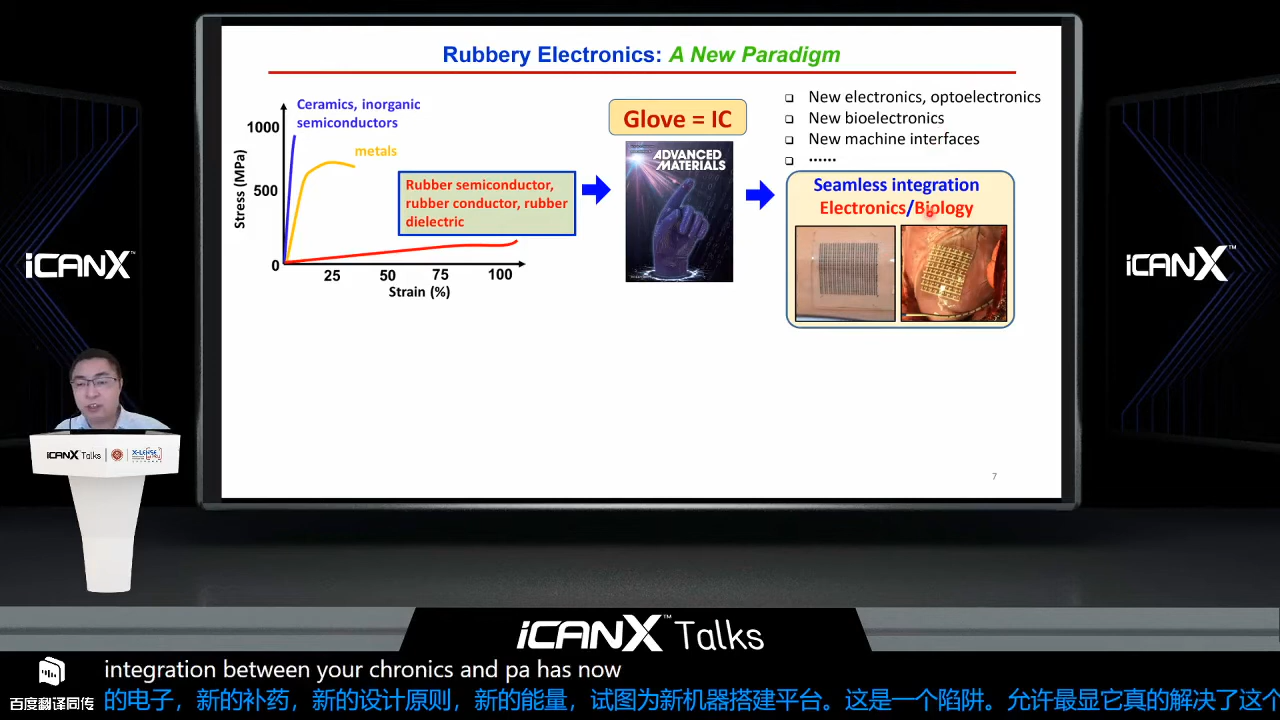 Rubbery Electronics: A New Paradigm
Ceramics, inorganic
semiconductors
1000
metals
500
Stress (MPa)
Rubber semiconductor,
rubber conductor, rubber
dielectric
0
25
50
75
100
Strain (%)
Glove = IC
ADVANCED
MATERIALS
New electronics, optoelectronics
New bioelectronics
New machine interfaces
······
Seamless integration
Electronics/Biology
7
iCANX™
iCANX™
iCANX Talks
X-LENSE
iCANX™ Talks
integration between your chronics and pa has now
百度翻译同传
的电子，新的补药，新的设计原则，新的能量，试图为新机器搭建平台。这是一个陷阱。允许最显它真的解决了这个